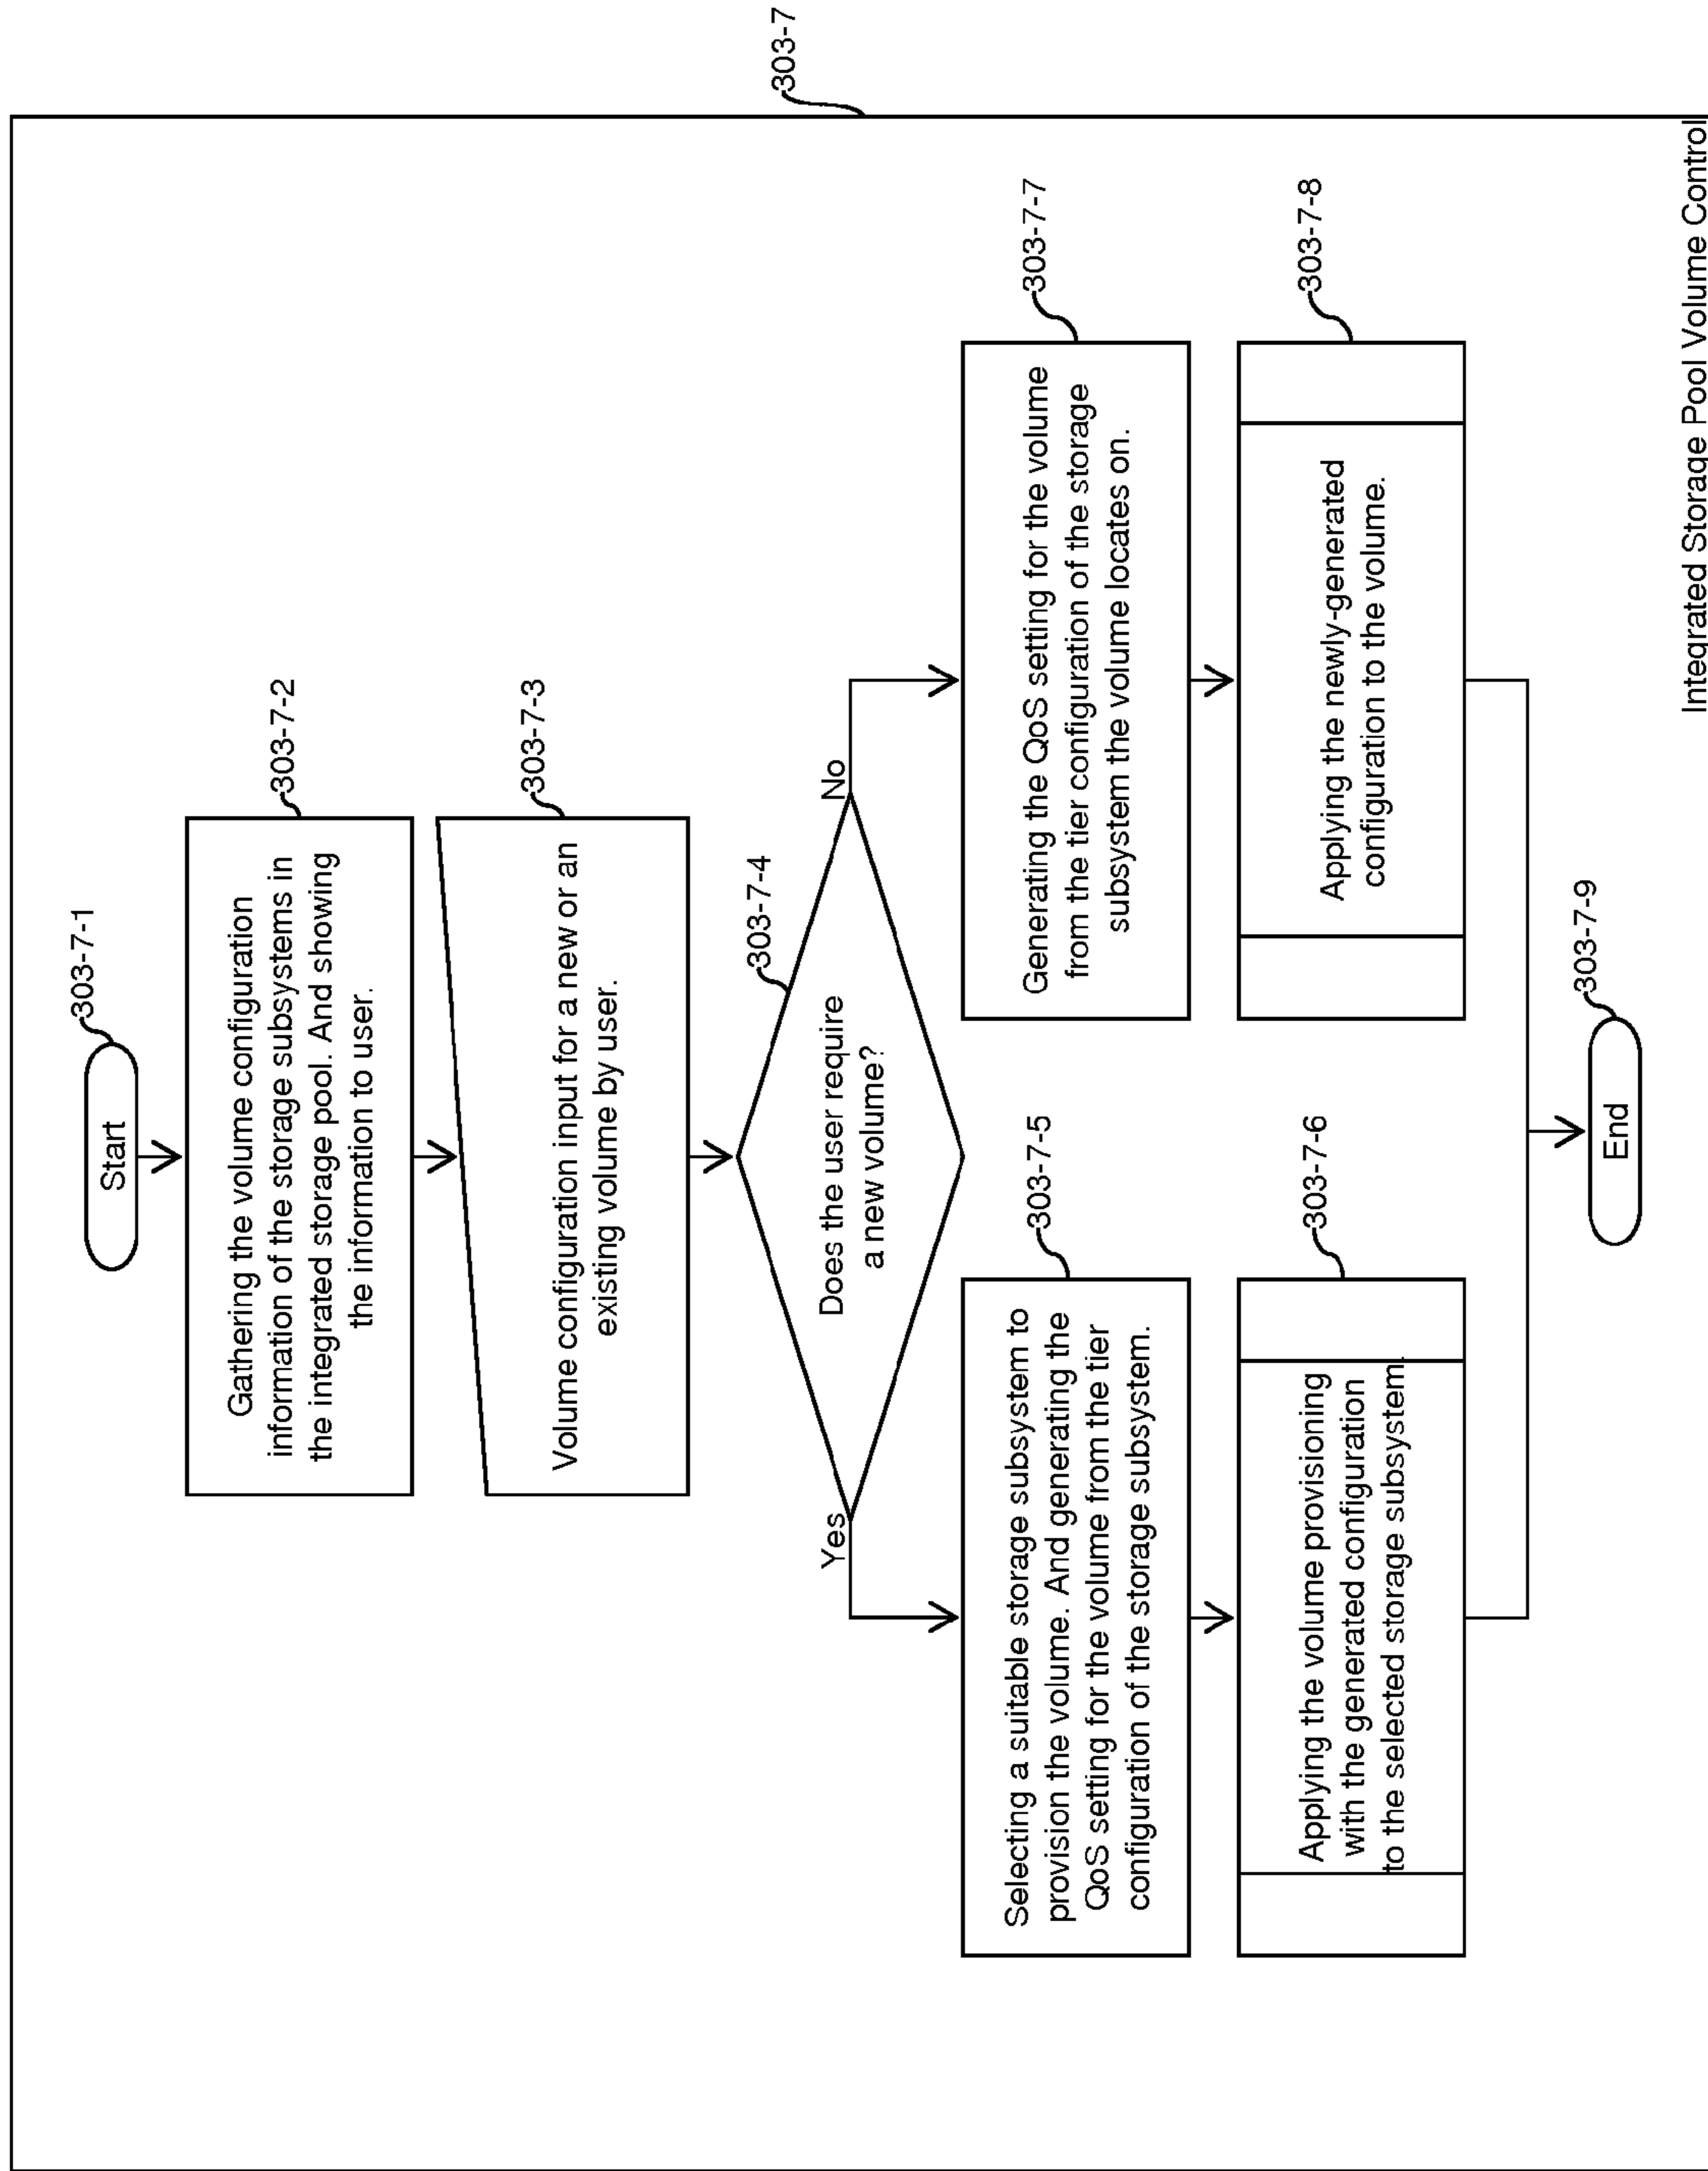 303-7
303-7-1
Start
303-7-2
Gathering the volume configuration
information of the storage subsystems in
the integrated storage pool. And showing
the information to user.
303-7-3
Volume configuration input for a new or an
existing volume by user.
303-7-4
Does the user require
a new volume?
Yes
No
303-7-5
Selecting a suitable storage subsystem to
provision the volume. And generating the
QoS setting for the volume from the tier
configuration of the storage subsystem.
303-7-7
Generating the QoS setting for the volume
from the tier configuration of the storage
subsystem the volume locates on.
303-7-6
Applying the volume provisioning
with the generated configuration
to the selected storage subsystem.
303-7-8
Applying the newly-generated
configuration to the volume.
303-7-9
End
Integrated Storage Pool Volume Control